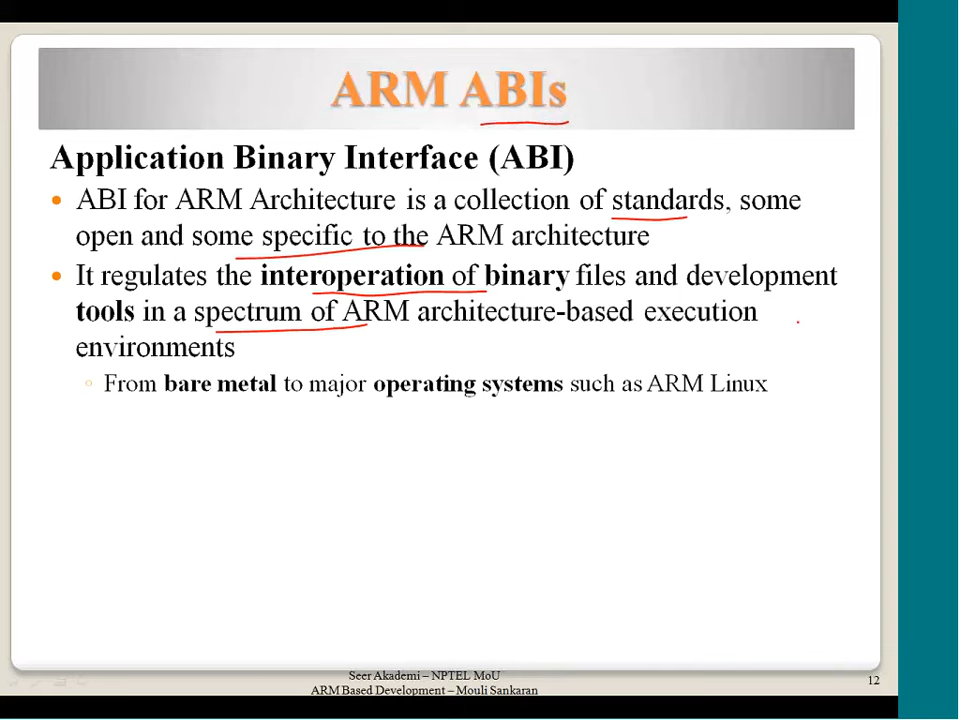 ARM ABIs
Application Binary Interface (ABI)
• ABI for ARM Architecture is a collection of standards, some
open and some specific to the ARM architecture
• It regulates the interoperation of binary files and development
tools in a spectrum of ARM architecture-based execution
environments
◦ From bare metal to major operating systems such as ARM Linux
Seer Akademi – NPTEL MoU
ARM Based Development – Mouli Sankaran
12